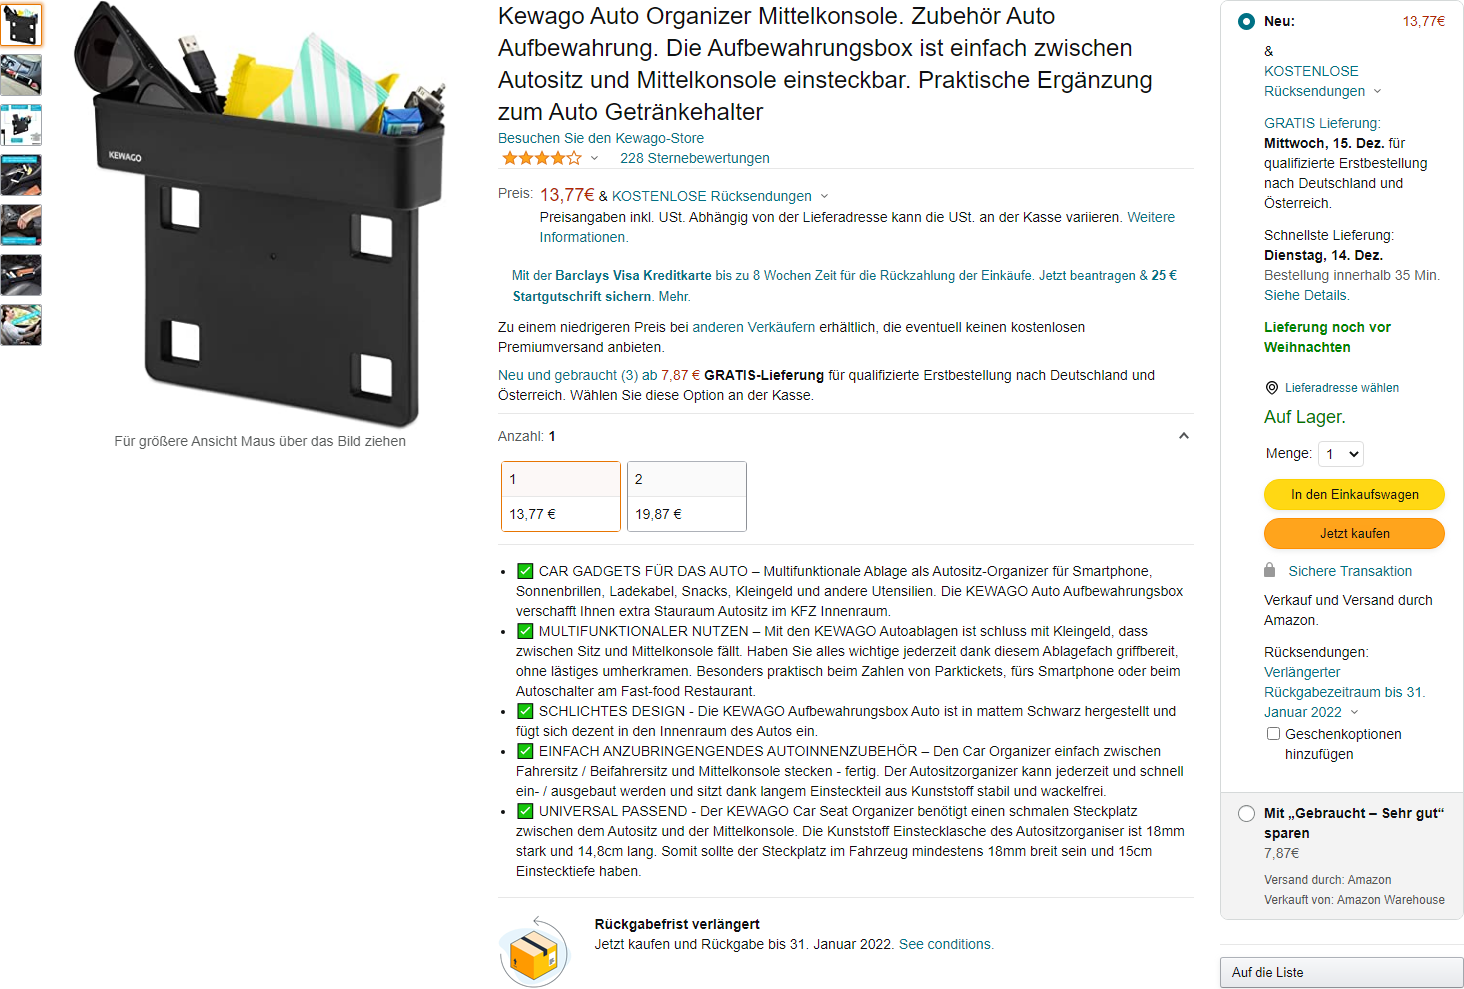 KEWAGO
Für größere Ansicht Maus über das Bild ziehen
Kewago Auto Organizer Mittelkonsole. Zubehör Auto
Aufbewahrung. Die Aufbewahrungsbox ist einfach zwischen
Autositz und Mittelkonsole einsteckbar. Praktische Ergänzung
zum Auto Getränkehalter
Besuchen Sie den Kewago-Store
228 Sternebewertungen
Preis: 13,77€ & KOSTENLOSE Rücksendungen
Preisangaben inkl. USt. Abhängig von der Lieferadresse kann die USt. an der Kasse variieren. Weitere
Informationen.
Mit der Barclays Visa Kreditkarte bis zu 8 Wochen Zeit für die Rückzahlung der Einkäufe. Jetzt beantragen & 25 €
Startgutschrift sichern. Mehr.
Zu einem niedrigeren Preis bei anderen Verkäufern erhältlich, die eventuell keinen kostenlosen
Premiumversand anbieten.
Neu und gebraucht (3) ab 7,87 € GRATIS-Lieferung für qualifizierte Erstbestellung nach Deutschland und
Österreich. Wählen Sie diese Option an der Kasse.
Anzahl: 1
1 2
13,77 € 19,87 €
• ✅ CAR GADGETS FÜR DAS AUTO – Multifunktionale Ablage als Autositz-Organizer für Smartphone,
Sonnenbrillen, Ladekabel, Snacks, Kleingeld und andere Utensilien. Die KEWAGO Auto Aufbewahrungsbox
verschafft Ihnen extra Stauraum Autositz im KFZ Innenraum.
• ✅ MULTIFUNKTIONALER NUTZEN – Mit den KEWAGO Autoablagen ist schluss mit Kleingeld, dass
zwischen Sitz und Mittelkonsole fällt. Haben Sie alles wichtige jederzeit dank diesem Ablagefach griffbereit,
ohne lästiges umherkramen. Besonders praktisch beim Zahlen von Parktickets, fürs Smartphone oder beim
Autoschalter am Fast-food Restaurant.
• ✅ SCHLICHTES DESIGN - Die KEWAGO Aufbewahrungsbox Auto ist in mattem Schwarz hergestellt und
fügt sich dezent in den Innenraum des Autos ein.
• ✅ EINFACH ANZUBRINGENGENDES AUTOINNENZUBEHÖR – Den Car Organizer einfach zwischen
Fahrersitz / Beifahrersitz und Mittelkonsole stecken - fertig. Der Autositzorganizer kann jederzeit und schnell
ein- / ausgebaut werden und sitzt dank langem Einsteckteil aus Kunststoff stabil und wackelfrei.
• ✅ UNIVERSAL PASSEND - Der KEWAGO Car Seat Organizer benötigt einen schmalen Steckplatz
zwischen dem Autositz und der Mittelkonsole. Die Kunststoff Einstecklasche des Autositzorganiser ist 18mm
stark und 14,8cm lang. Somit sollte der Steckplatz im Fahrzeug mindestens 18mm breit sein und 15cm
Einstecktiefe haben.
Rückgabefrist verlängert
Jetzt kaufen und Rückgabe bis 31. Januar 2022. See conditions.
Neu: 13,77€
&
KOSTENLOSE
Rücksendungen
GRATIS Lieferung:
Mittwoch, 15. Dez. für
qualifizierte Erstbestellung
nach Deutschland und
Österreich.
Schnellste Lieferung:
Dienstag, 14. Dez.
Bestellung innerhalb 35 Min.
Siehe Details.
Lieferung noch vor
Weihnachten
Lieferadresse wählen
Auf Lager.
Menge: 1
In den Einkaufswagen
Jetzt kaufen
Sichere Transaktion
Verkauf und Versand durch
Amazon.
Rücksendungen:
Verlängerter
Rückgabezeitraum bis 31.
Januar 2022
Geschenkoptionen
hinzufügen
Mit „Gebraucht – Sehr gut“
sparen
7,87€
Versand durch: Amazon
Verkauft von: Amazon Warehouse
Auf die Liste